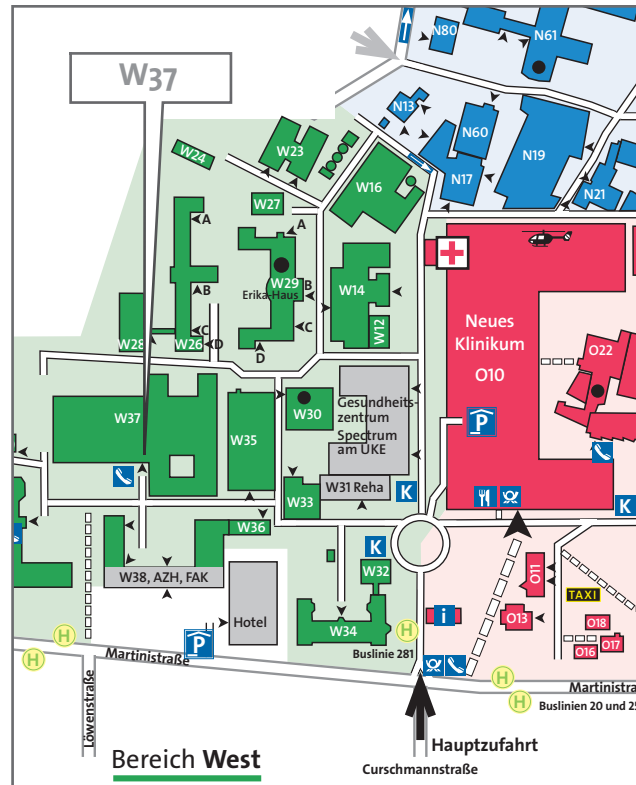 N80
N61
W37
N13
N60
W23
N19
W24
W16
N17
N21
W27
A
A
W29
B
B
Erika-Haus
W14
Neues
Klinikum
O10
O22
W12
C
C
W28
W26
D
D
W37
W30
Gesundheits-
zentrum
Spectrum
am UKE
P
W35
W31 Reha
K
K
W33
W36
K
W38, AZH, FAK
W32
O11
TAXI
Hotel
i
O13
O18
P
W34
H
O17
O16
H
H
Martinistraße
Buslinie 281
H
H
Martinistra
Buslinien 20 und 25
Löwenstraße
Bereich West
Hauptzufahrt
Curschmannstraße